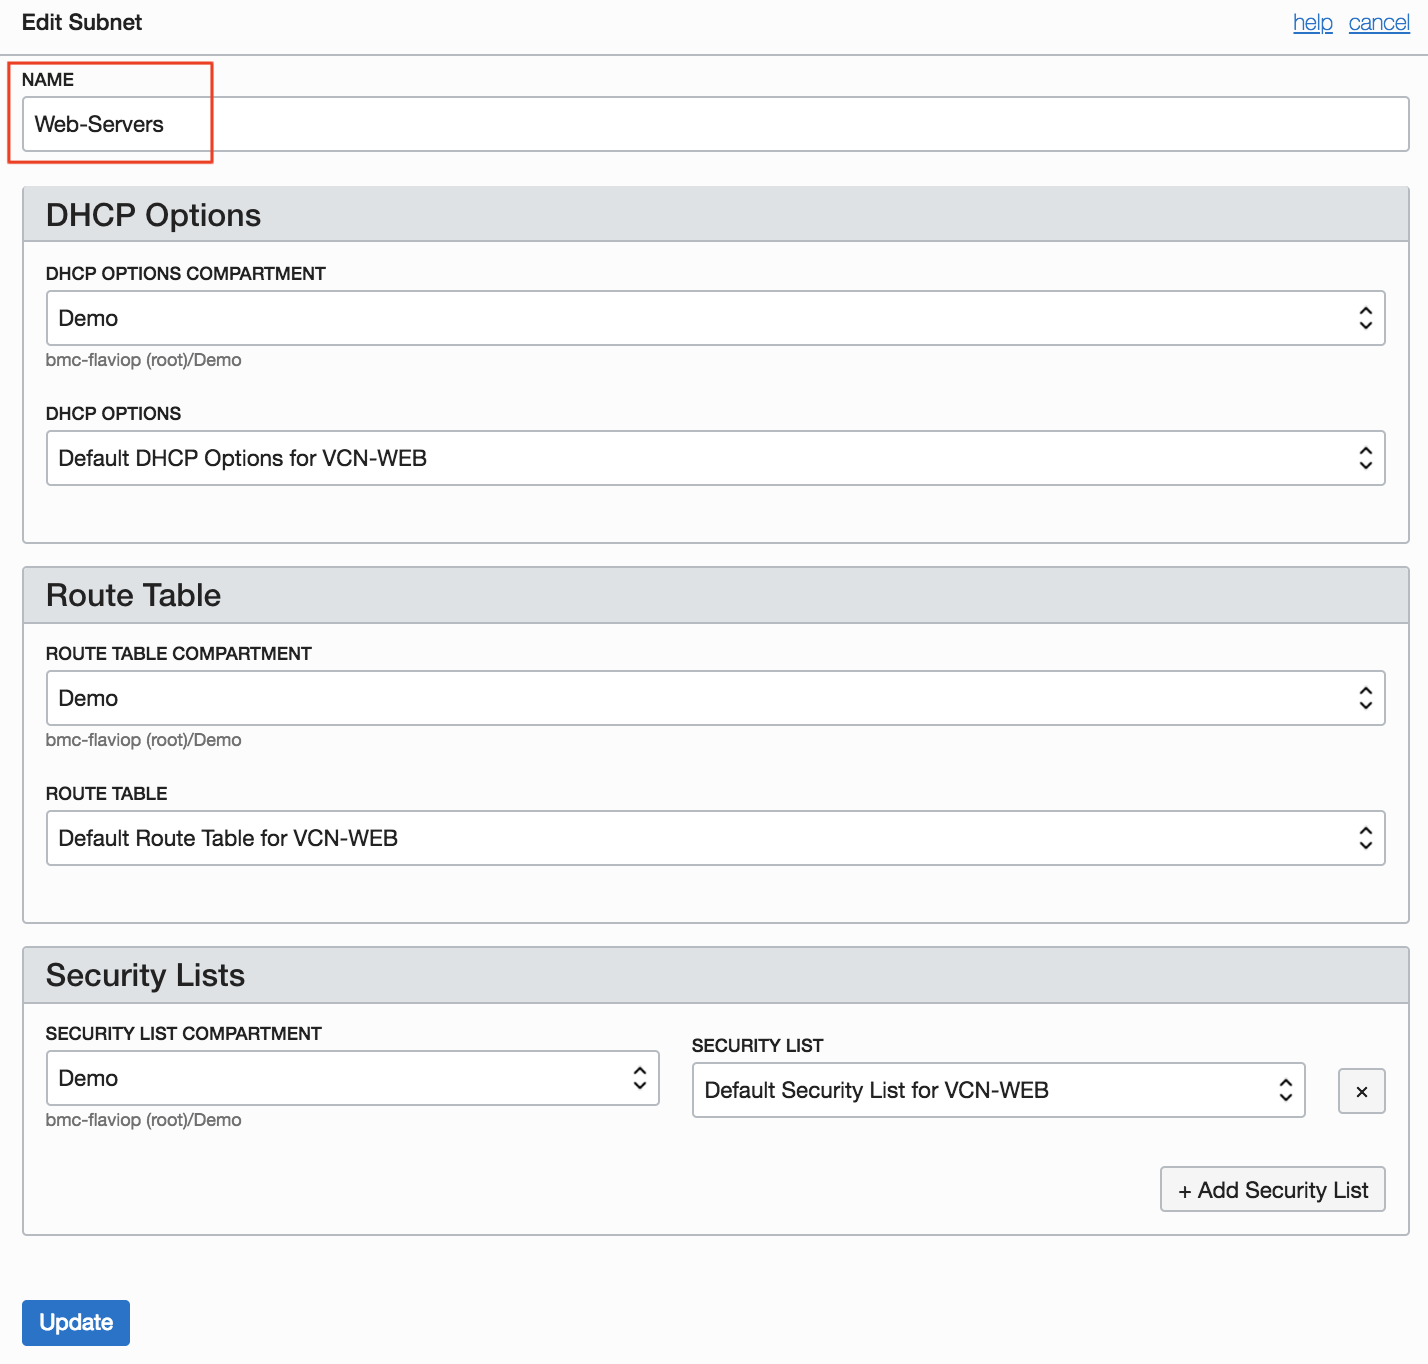 Edit Subnet
help cancel
NAME
Web-Servers
DHCP Options
DHCP OPTIONS COMPARTMENT
Demo
bmc-flaviop (root)/Demo
DHCP OPTIONS
Default DHCP Options for VCN-WEB
Route Table
ROUTE TABLE COMPARTMENT
Demo
bmc-flaviop (root)/Demo
ROUTE TABLE
Default Route Table for VCN-WEB
Security Lists
SECURITY LIST COMPARTMENT
Demo
bmc-flaviop (root)/Demo
SECURITY LIST
Default Security List for VCN-WEB
×
+ Add Security List
Update